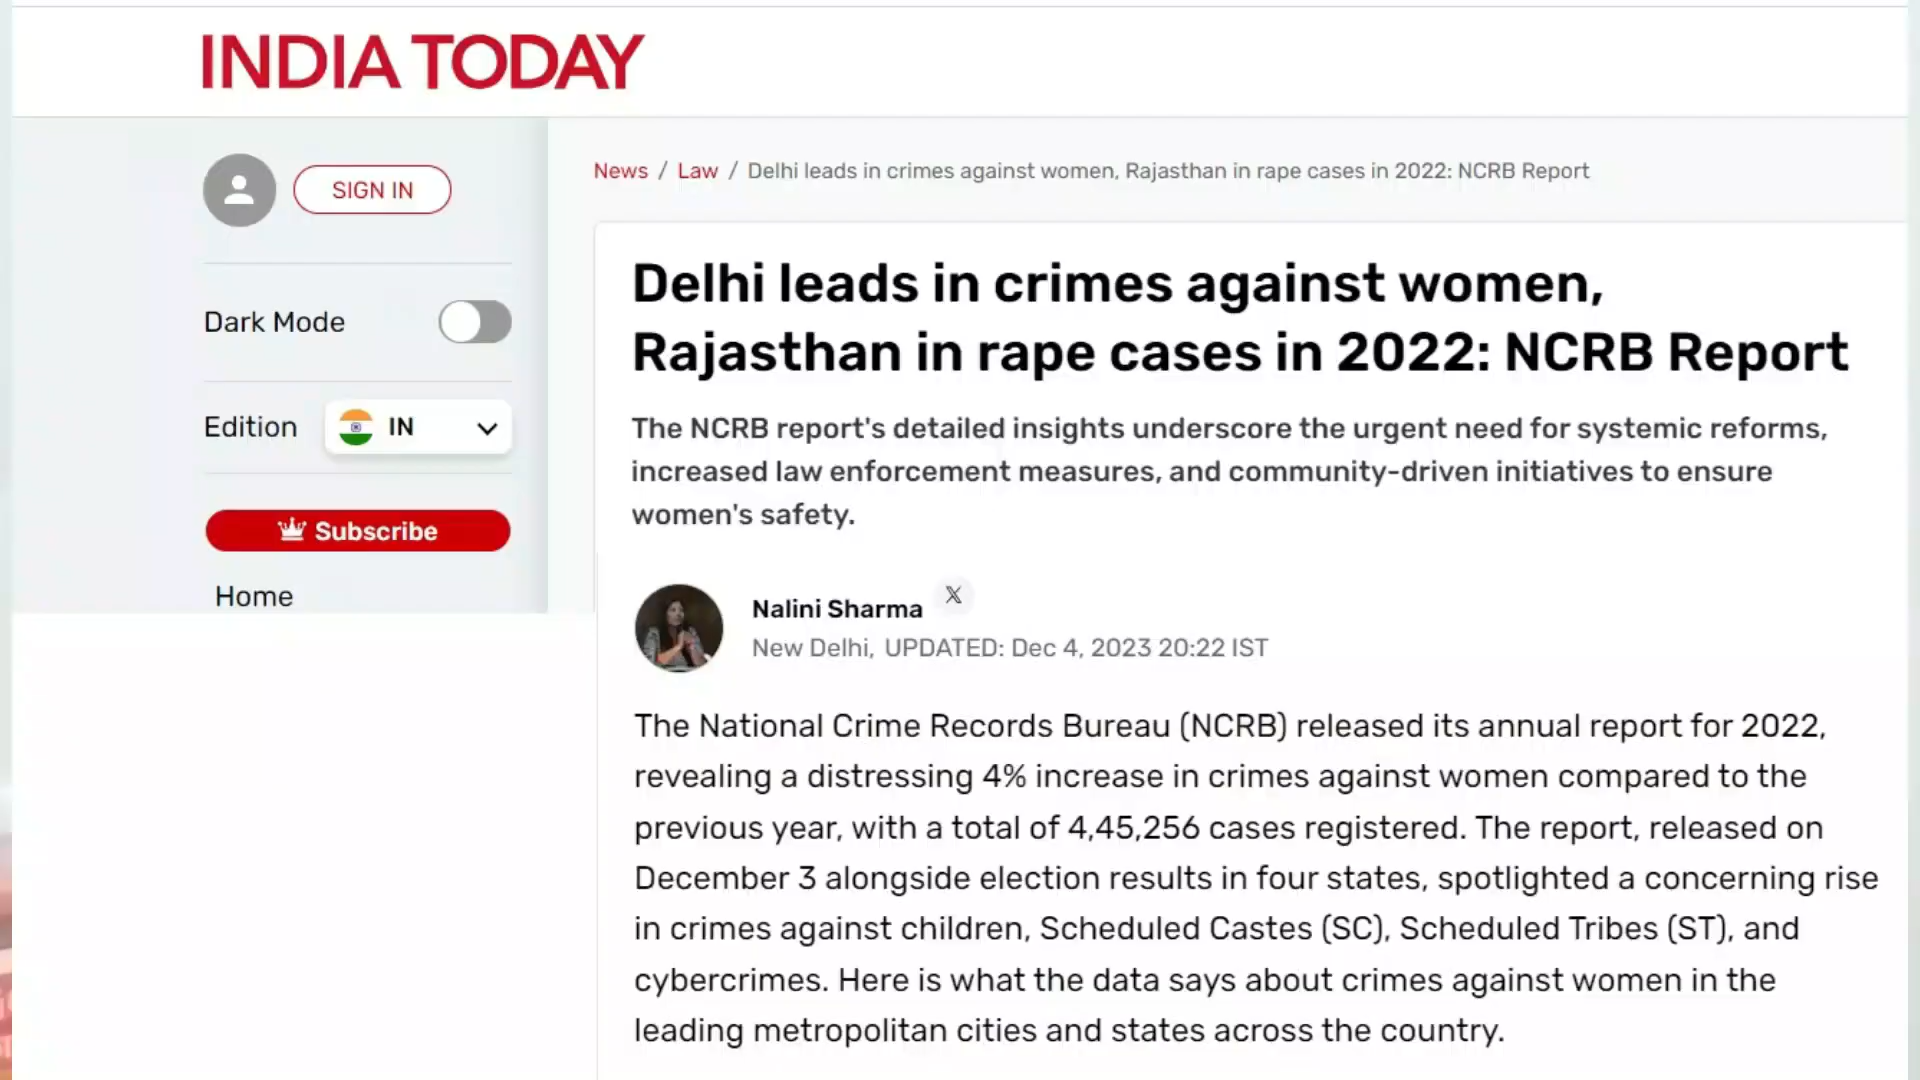 INDIA TODAY
SIGN IN
Dark Mode
Edition
IN
Subscribe
Home
News / Law / Delhi leads in crimes against women, Rajasthan in rape cases in 2022: NCRB Report
Delhi leads in crimes against women,
Rajasthan in rape cases in 2022: NCRB Report
The NCRB report's detailed insights underscore the urgent need for systemic reforms,
increased law enforcement measures, and community-driven initiatives to ensure
women's safety.
Nalini Sharma
New Delhi, UPDATED: Dec 4, 2023 20:22 IST
The National Crime Records Bureau (NCRB) released its annual report for 2022,
revealing a distressing 4% increase in crimes against women compared to the
previous year, with a total of 4,45,256 cases registered. The report, released on
December 3 alongside election results in four states, spotlighted a concerning rise
in crimes against children, Scheduled Castes (SC), Scheduled Tribes (ST), and
cybercrimes. Here is what the data says about crimes against women in the
leading metropolitan cities and states across the country.